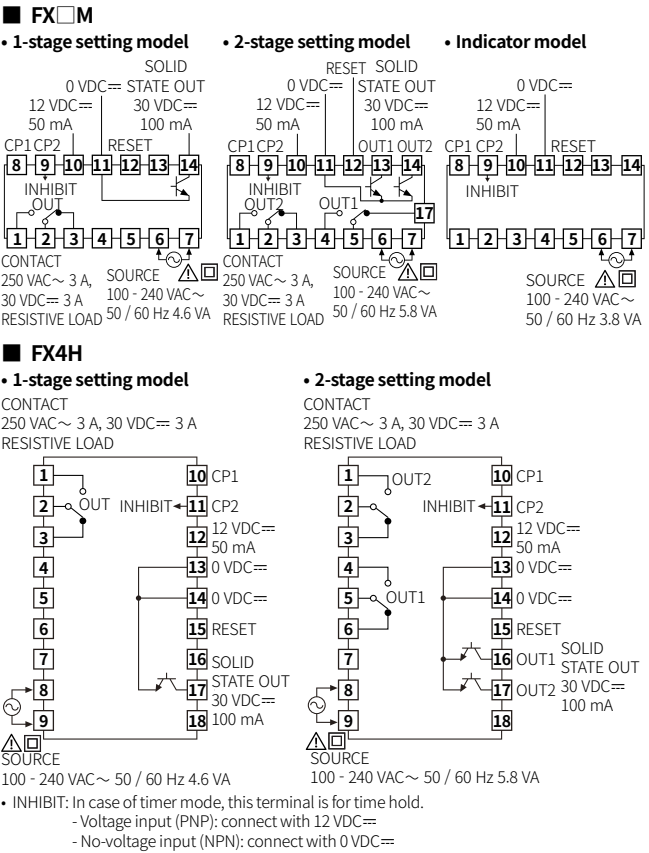 ■ FX□M
• 1-stage setting model • 2-stage setting model • Indicator model
SOLID
0 VDC⎓ STATE OUT
12 VDC⎓ 30 VDC⎓
50 mA 100 mA
CP1 CP2 RESET
8 9 10 11 12 13 14
INHIBIT
OUT
1 2 3 4 5 6 7
CONTACT
250 VAC~ 3 A,
30 VDC⎓ 3 A
RESISTIVE LOAD
SOURCE
100 - 240 VAC~
50 / 60 Hz 4.6 VA
RESET SOLID
0 VDC⎓ STATE OUT
12 VDC⎓ 30 VDC⎓
50 mA 100 mA
CP1 CP2 OUT1 OUT2
8 9 10 11 12 13 14
INHIBIT
OUT2 OUT1
17
1 2 3 4 5 6 7
CONTACT
250 VAC~ 3 A,
30 VDC⎓ 3 A
RESISTIVE LOAD
SOURCE
100 - 240 VAC~
50 / 60 Hz 5.8 VA
0 VDC⎓
12 VDC⎓
50 mA
CP1 CP2 RESET
8 9 10 11 12 13 14
INHIBIT
1 2 3 4 5 6 7
SOURCE
100 - 240 VAC~
50 / 60 Hz 3.8 VA
■ FX4H
• 1-stage setting model
CONTACT
250 VAC~ 3 A, 30 VDC⎓ 3 A
RESISTIVE LOAD
1 10 CP1
2 OUT INHIBIT 11 CP2
3 12 12 VDC⎓
50 mA
4 13 0 VDC⎓
5 14 0 VDC⎓
6 15 RESET
7 16 SOLID
STATE OUT
8 17 30 VDC⎓
9 18 100 mA
SOURCE
100 - 240 VAC~ 50 / 60 Hz 4.6 VA
• 2-stage setting model
CONTACT
250 VAC~ 3 A, 30 VDC⎓ 3 A
RESISTIVE LOAD
1 OUT2 10 CP1
2 INHIBIT 11 CP2
3 12 12 VDC⎓
50 mA
4 13 0 VDC⎓
5 OUT1 14 0 VDC⎓
6 15 RESET
7 16 OUT1 SOLID
STATE OUT
8 17 OUT2 30 VDC⎓
100 mA
9 18
SOURCE
100 - 240 VAC~ 50 / 60 Hz 5.8 VA
• INHIBIT: In case of timer mode, this terminal is for time hold.
- Voltage input (PNP): connect with 12 VDC⎓
- No-voltage input (NPN): connect with 0 VDC⎓